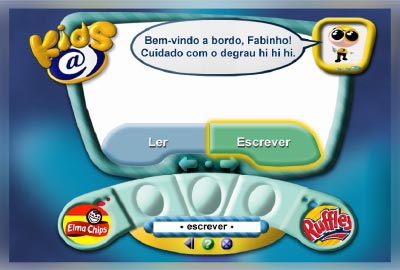 Kids
@
Bem-vindo a bordo, Fabinho!
Cuidado com o degrau hi hi hi.
Ler
Escrever
Elma Chips
• escrever •
Ruffles
?